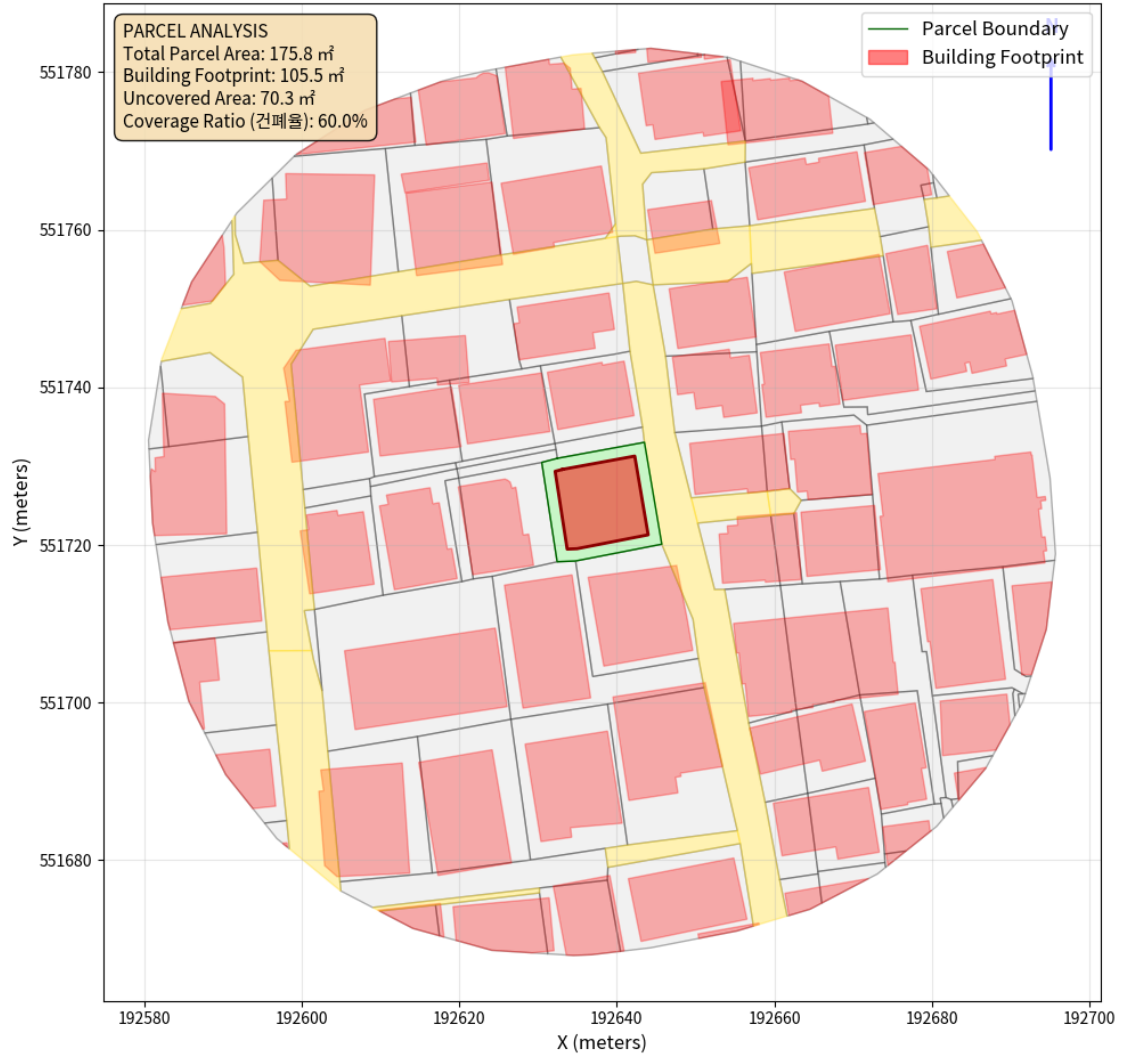 PARCEL ANALYSIS
Total Parcel Area: 175.8 ㎡
Building Footprint: 105.5 ㎡
Uncovered Area: 70.3 ㎡
Coverage Ratio (건폐율): 60.0%
Parcel Boundary
Building Footprint
N
Y (meters)
551780
551760
551740
551720
551700
551680
192580
192600
192620
192640
192660
192680
192700
X (meters)